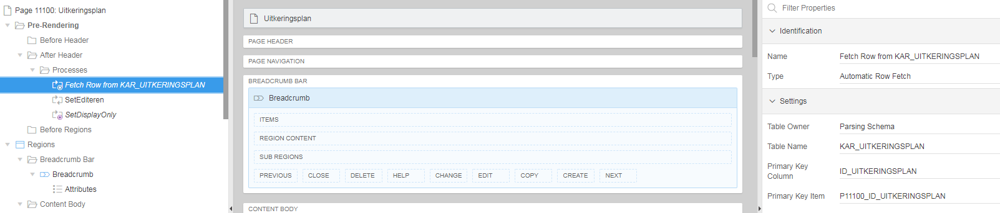 Page 11100: Uitkeringsplan
Pre-Rendering
Before Header
After Header
Processes
Fetch Row from KAR_UITKERINGSPLAN
SetEditeren
SetDisplayOnly
Before Regions
Regions
Breadcrumb Bar
Breadcrumb
Attributes
Content Body
Uitkeringsplan
PAGE HEADER
PAGE NAVIGATION
BREADCRUMB BAR
Breadcrumb
ITEMS
REGION CONTENT
SUB REGIONS
PREVIOUS CLOSE DELETE HELP CHANGE EDIT COPY CREATE NEXT
CONTENT BODY
Filter Properties
Identification
Name Fetch Row from KAR_UITKERINGSPLAN
Type Automatic Row Fetch
Settings
Table Owner Parsing Schema
Table Name KAR_UITKERINGSPLAN
Primary Key
Column ID_UITKERINGSPLAN
Primary Key Item P11100_ID_UITKERINGSPLAN